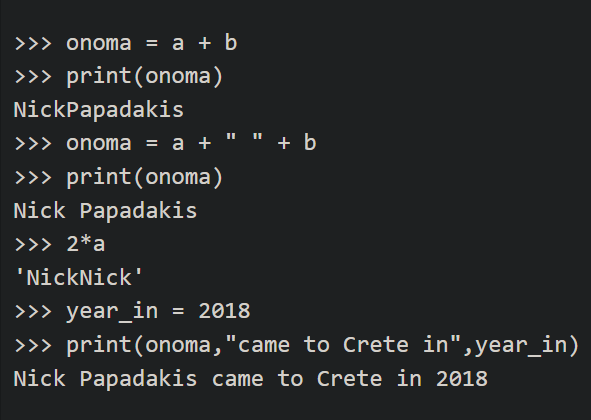 >>> onoma = a + b
>>> print(onoma)
NickPapadakis
>>> onoma = a + " " + b
>>> print(onoma)
Nick Papadakis
>>> 2*a
'NickNick'
>>> year_in = 2018
>>> print(onoma,"came to Crete in",year_in)
Nick Papadakis came to Crete in 2018